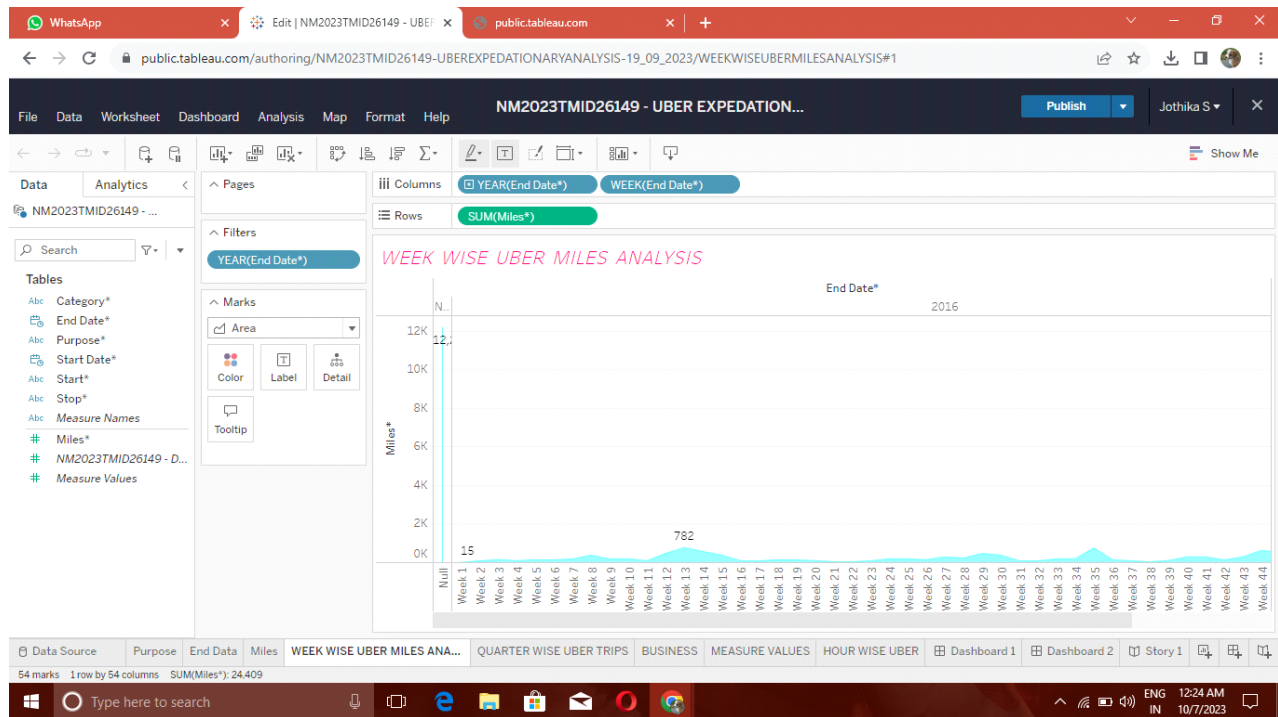 WhatsApp
Edit | NM2023TMID26149 - UBEF
public.tableau.com
public.tableau.com/authoring/NM2023TMID26149-UBEREXPEDATIONARYANALYSIS-19_09_2023/WEEKWISEUBERMILESANALYSIS#1
NM2023TMID26149 - UBER EXPEDATION...
Publish
Jothika S
File Data Worksheet Dashboard Analysis Map Format Help
Show Me
Data Analytics
NM2023TMID26149 - ...
Search
Tables
Abc Category*
End Date*
Abc Purpose*
Start Date*
Abc Start*
Abc Stop*
Abc Measure Names
# Miles*
# NM2023TMID26149 - D...
# Measure Values
Pages
Filters
YEAR(End Date*)
Marks
Area
Color Label Detail
Tooltip
Columns YEAR(End Date*) WEEK(End Date*)
Rows SUM(Miles*)
WEEK WISE UBER MILES ANALYSIS
End Date*
N.. 2016
Miles*
12K
10K
8K
6K
4K
2K
0K
15
782
Null
Week 1
Week 2
Week 3
Week 4
Week 5
Week 6
Week 7
Week 8
Week 9
Week 10
Week 11
Week 12
Week 13
Week 14
Week 15
Week 16
Week 17
Week 18
Week 19
Week 20
Week 21
Week 22
Week 23
Week 24
Week 25
Week 26
Week 27
Week 28
Week 29
Week 30
Week 31
Week 32
Week 33
Week 34
Week 35
Week 36
Week 37
Week 38
Week 39
Week 40
Week 41
Week 42
Week 43
Week 44
Data Source Purpose End Data Miles WEEK WISE UBER MILES ANA... QUARTER WISE UBER TRIPS BUSINESS MEASURE VALUES HOUR WISE UBER Dashboard 1 Dashboard 2 Story 1
54 marks 1 row by 54 columns SUM(Miles*): 24,409
Type here to search
ENG
IN
12:24 AM
10/7/2023